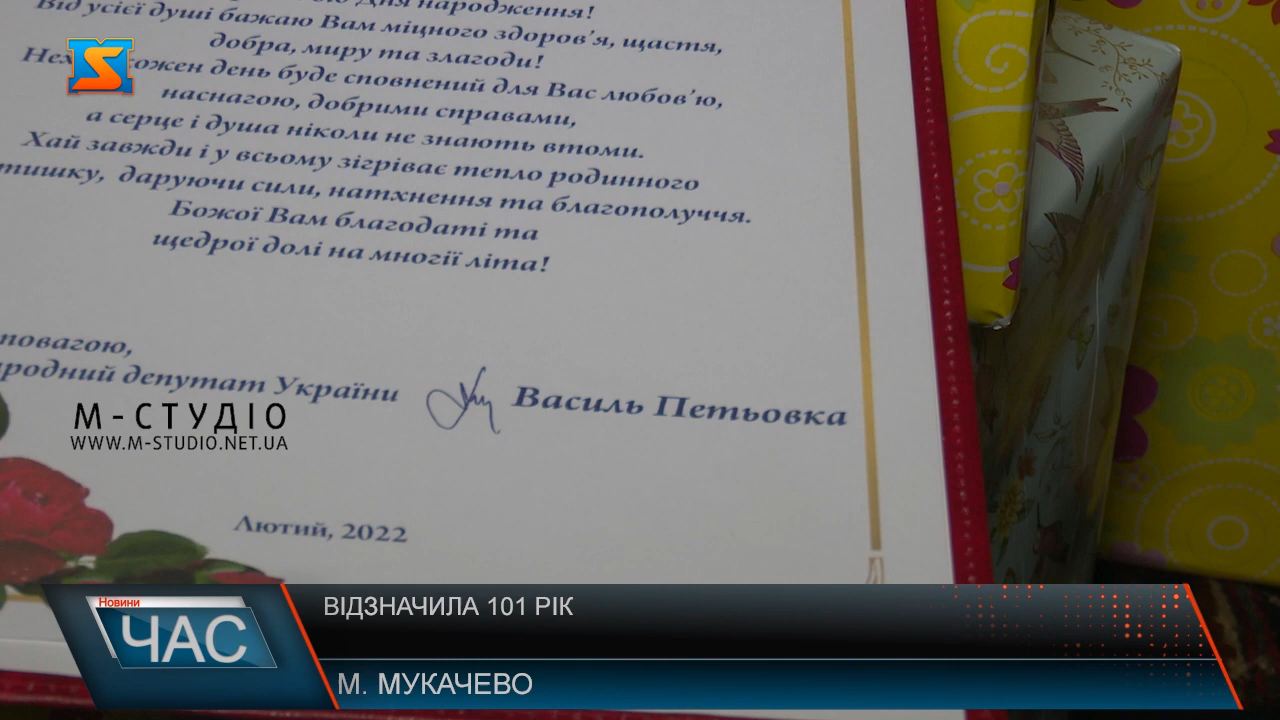 Дня народження!
Від усієї душі бажаю Вам міцного здоров'я, щастя,
добра, миру та злагоди!
день буде сповнений для Вас любов'ю,
наснагою, добрими справами,
а серце і душа ніколи не знають втоми.
Хай завжди і у всьому зігріває тепло родинного
даруючи сили, натхнення та благополуччя.
Божої Вам благодаті та
щедрої долі на многії літа!
повагою,
депутат України Василь Петьовка
М-СТУДІО
WWW.M-STUDIO.NET.UA
Лютий, 2022
Новини
ЧАС
ВІДЗНАЧИЛА 101 РІК
М. МУКАЧЕВО